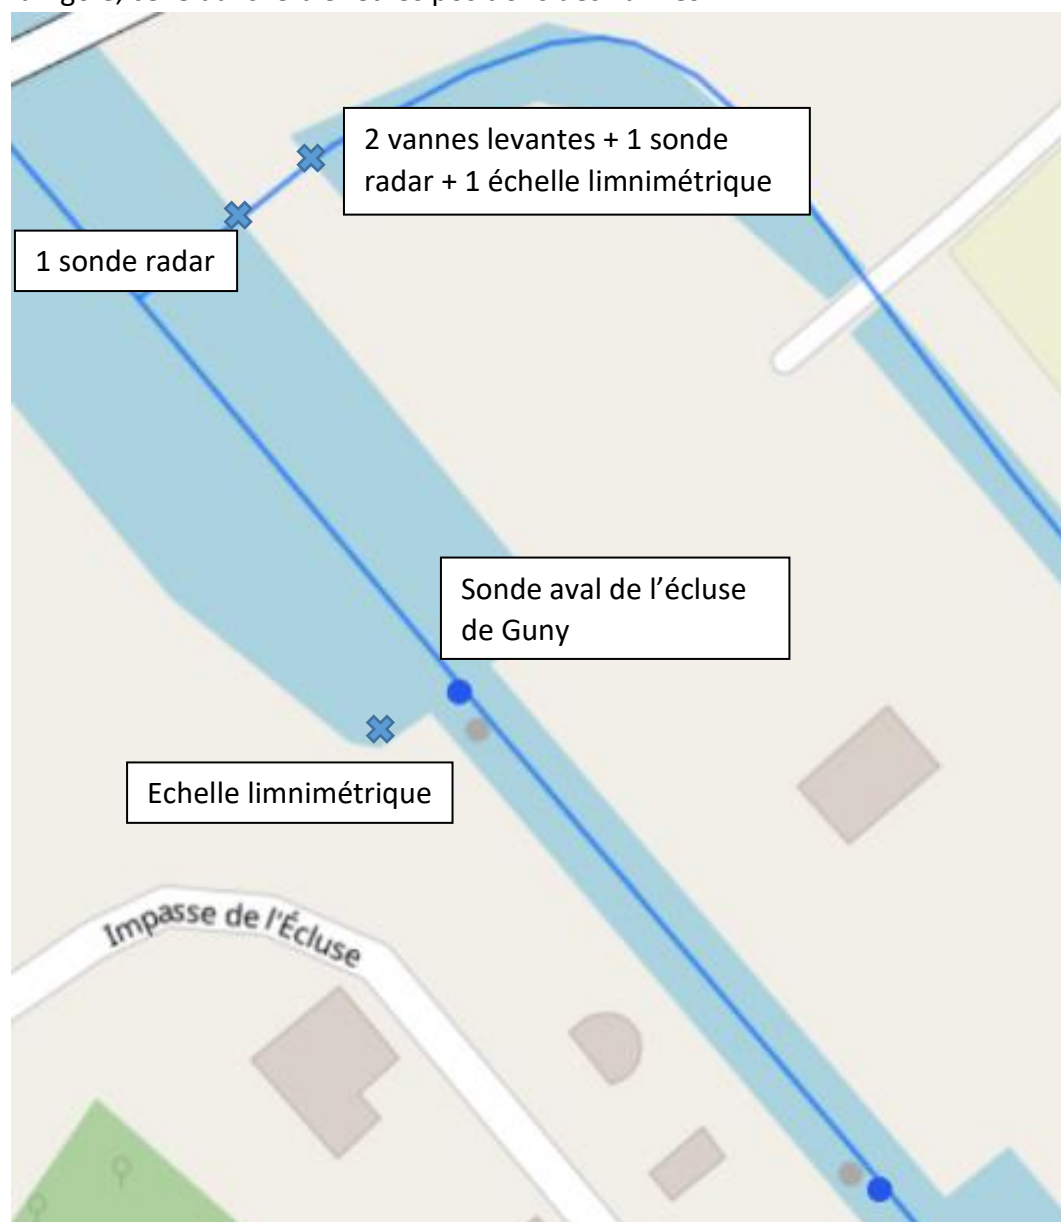 2 vannes levantes + 1 sonde
radar + 1 échelle limnimétrique
1 sonde radar
Sonde aval de l’écluse
de Guny
Echelle limnimétrique
Impasse de l'Écluse